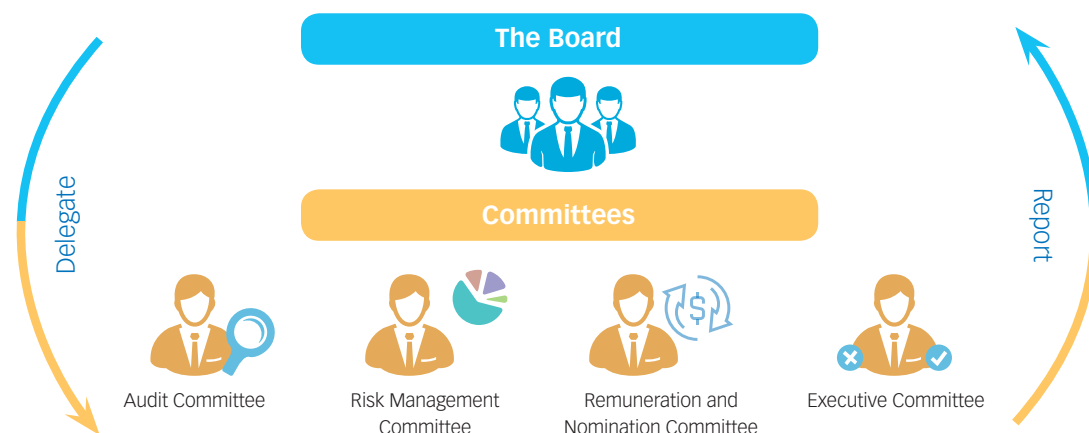 The Board
Delegate
Report
Committees
$
Audit Committee
Risk Management
Committee
Remuneration and
Nomination Committee
Executive Committee